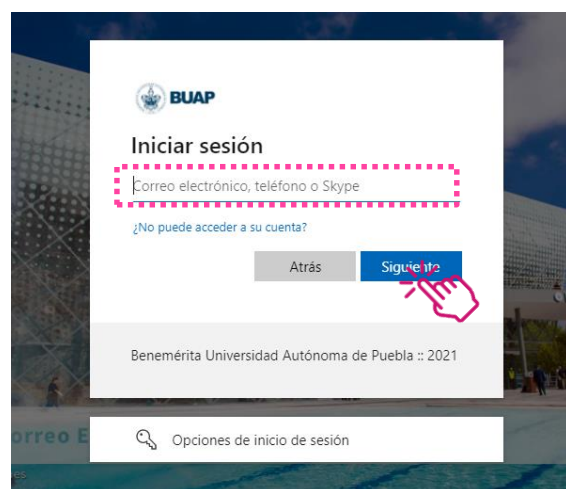 BUAP
Iniciar sesión
Correo electrónico, teléfono o Skype
¿No puede acceder a su cuenta?
Atrás
Siguiente
Benemérita Universidad Autónoma de Puebla :: 2021
orreo E
Opciones de inicio de sesión
es